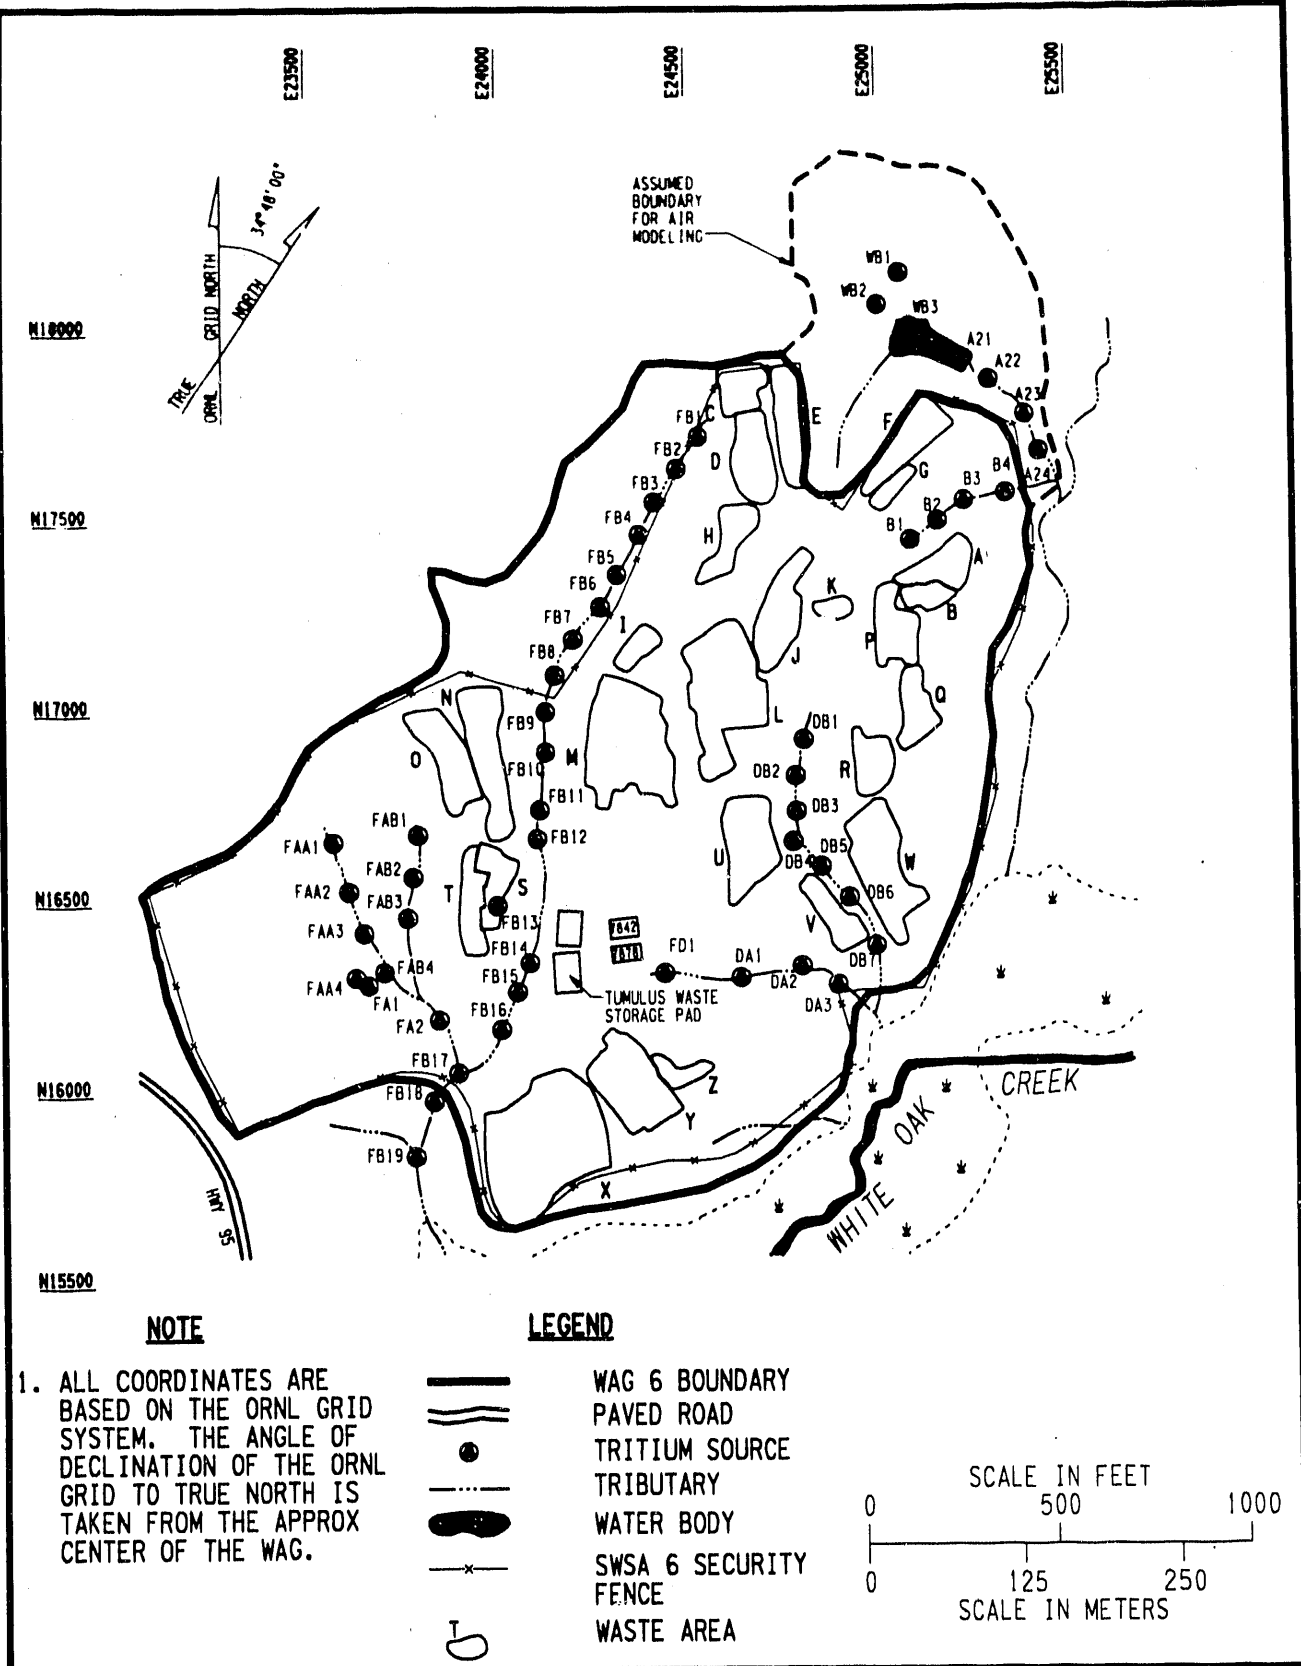 E23500
E24000
E24500
E25000
E25500
34°48'00"
ASSUMED
BOUNDARY
FOR AIR
MODELING
ORNL GRID NORTH
TRUE NORTH
N18000
N17500
N17000
N16500
N16000
N15500
WB1
WB2
WB3
A21
A22
A23
A24
FB1
C
E
F
FB2
D
G
B4
B3
FB3
B2
FB4
H
B1
FB5
A
FB6
K
B
FB7
I
P
FB8
J
N
Q
FB9
L
DB1
O
FB10
M
DB2
R
FB11
DB3
FAB1
FB12
FAA1
U
DB4
DB5
W
FAB2
T
S
DB6
FAA2
FAB3
FB13
V
FAA3
7842
7878
FB14
FD1
DA1
DB7
FAB4
FB15
DA2
FAA4
FA1
DA3
TUMULUS WASTE
STORAGE PAD
FB16
FA2
FB17
Z
FB18
Y
FB19
X
HWY 95
WHITE OAK CREEK
NOTE
1. ALL COORDINATES ARE
BASED ON THE ORNL GRID
SYSTEM. THE ANGLE OF
DECLINATION OF THE ORNL
GRID TO TRUE NORTH IS
TAKEN FROM THE APPROX
CENTER OF THE WAG.
LEGEND
WAG 6 BOUNDARY
PAVED ROAD
TRITIUM SOURCE
TRIBUTARY
WATER BODY
SWSA 6 SECURITY
FENCE
T
WASTE AREA
SCALE IN FEET
0 500 1000
0 125 250
SCALE IN METERS